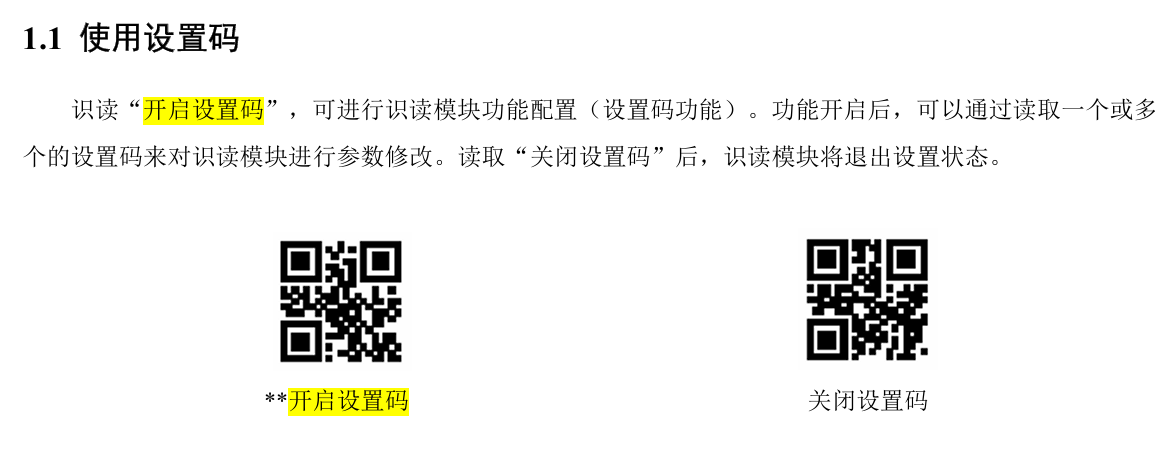 1.1 使用设置码
识读“开启设置码”，可进行识读模块功能配置（设置码功能）。功能开启后，可以通过读取一个或多
个的设置码来对识读模块进行参数修改。读取“关闭设置码”后，识读模块将退出设置状态。
**开启设置码
关闭设置码